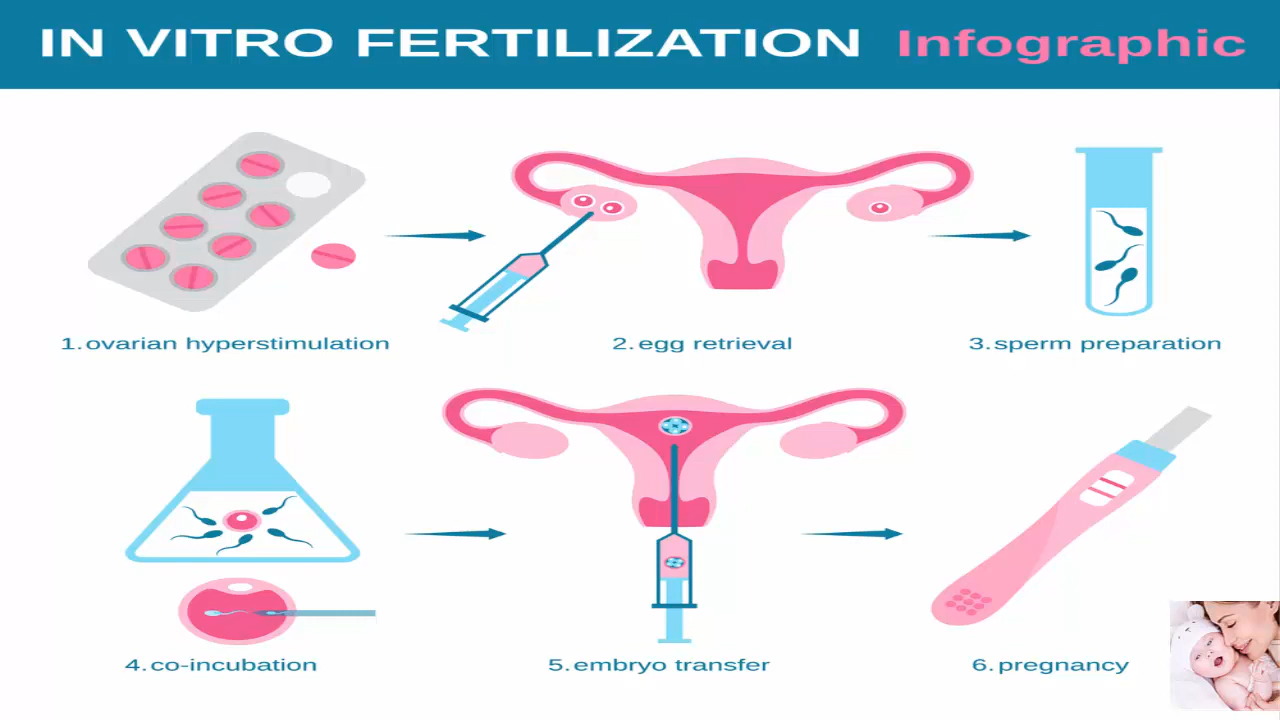 IN VITRO FERTILIZATION Infographic
1. ovarian hyperstimulation
2. egg retrieval
3. sperm preparation
4. co-incubation
5. embryo transfer
6. pregnancy